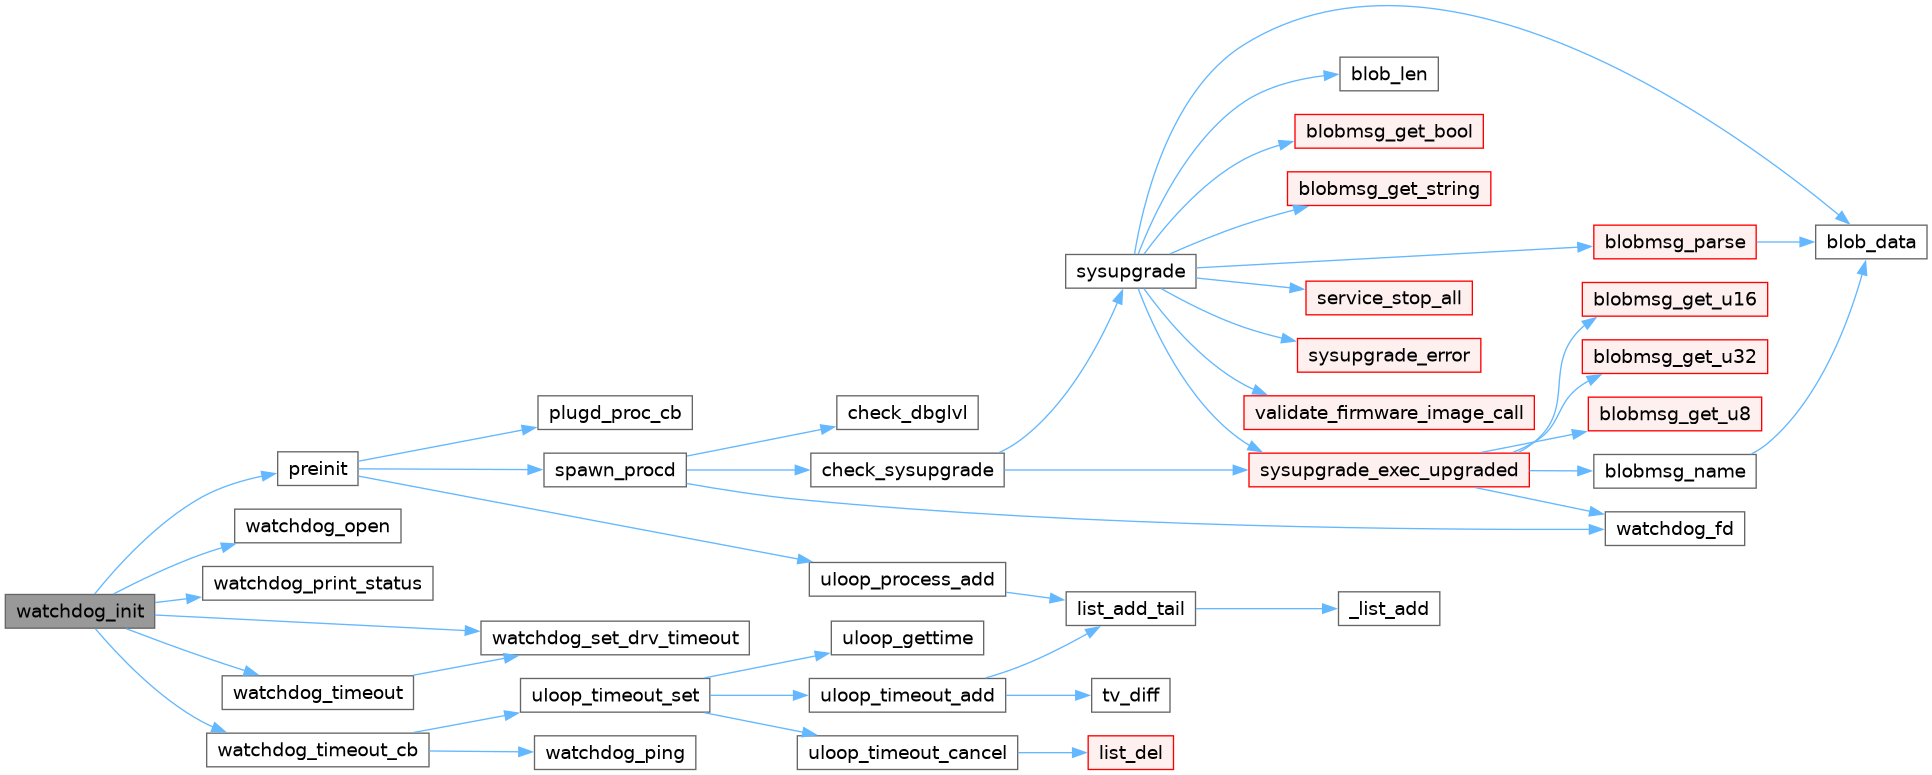 blob_len
blobmsg_get_bool
blobmsg_get_string
blobmsg_parse
blob_data
sysupgrade
service_stop_all
blobmsg_get_u16
sysupgrade_error
blobmsg_get_u32
plugd_proc_cb
check_dbglvl
validate_firmware_image_call
blobmsg_get_u8
preinit
spawn_procd
check_sysupgrade
sysupgrade_exec_upgraded
blobmsg_name
watchdog_open
watchdog_fd
watchdog_print_status
uloop_process_add
watchdog_init
list_add_tail
_list_add
watchdog_set_drv_timeout
uloop_gettime
watchdog_timeout
uloop_timeout_set
uloop_timeout_add
tv_diff
watchdog_timeout_cb
watchdog_ping
uloop_timeout_cancel
list_del